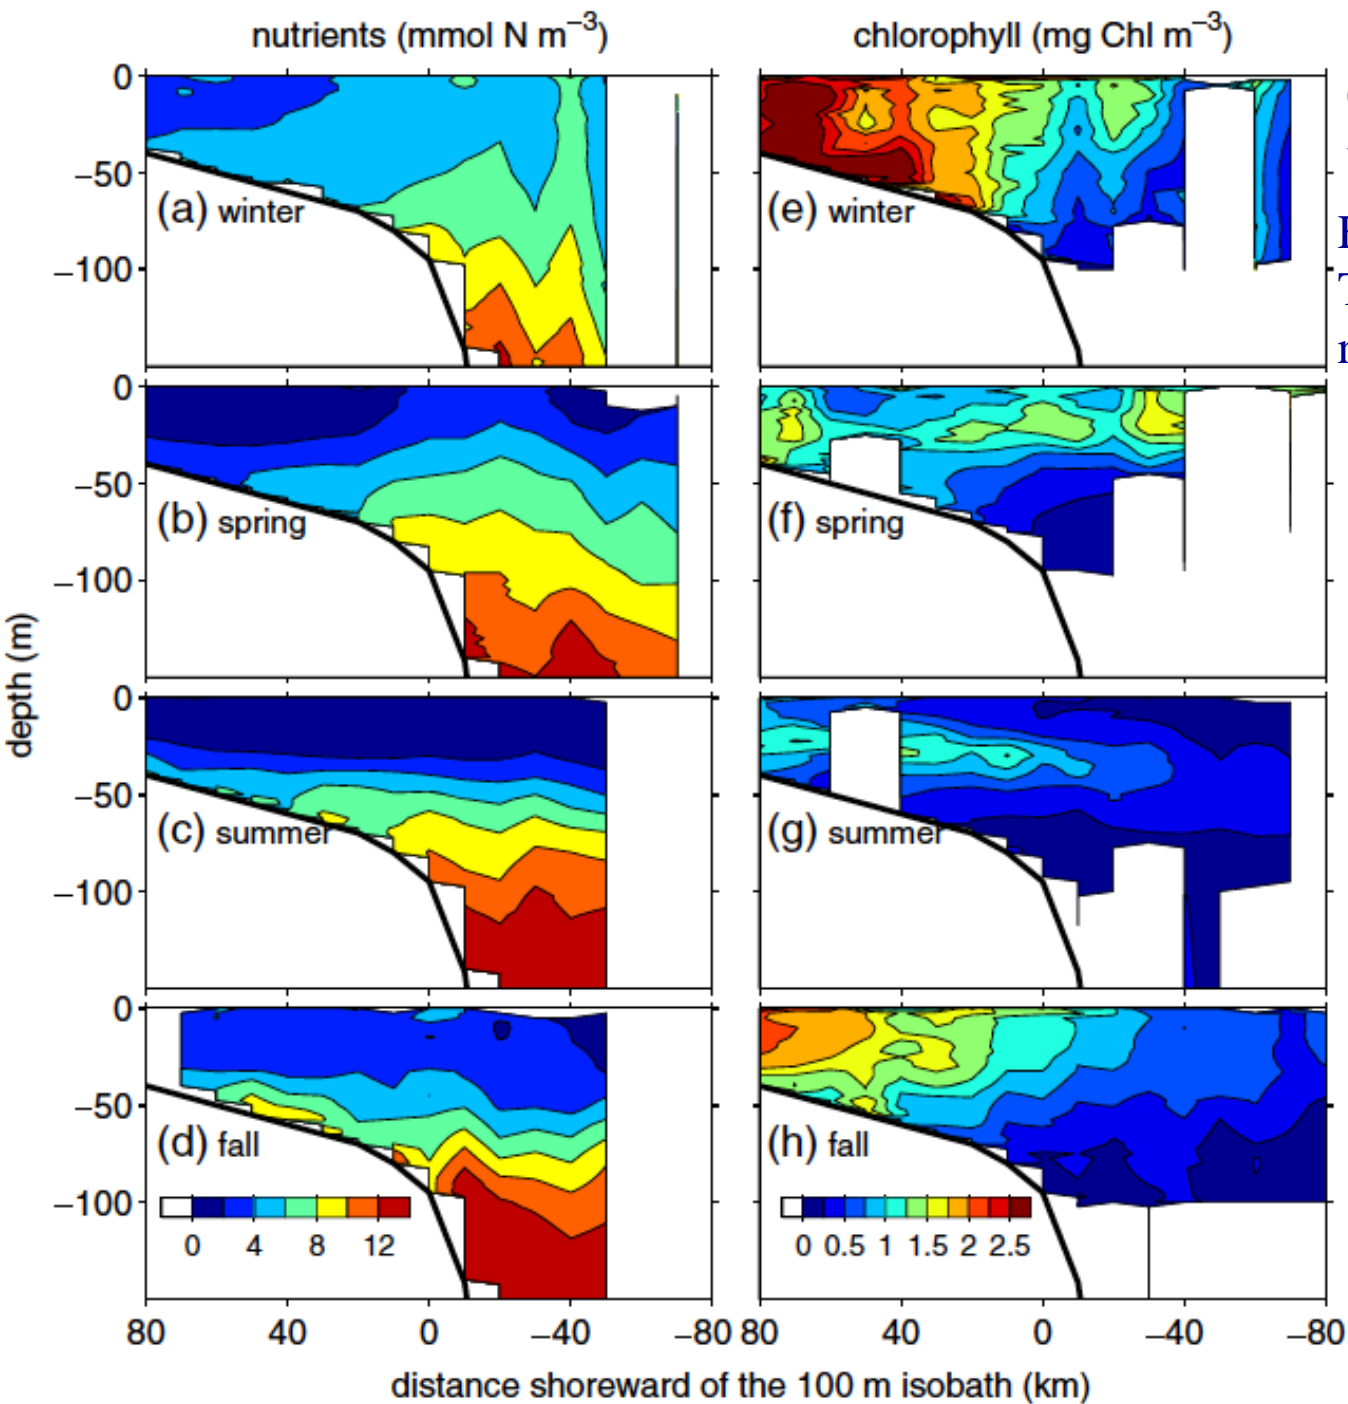 nutrients (mmol N m−3)
chlorophyll (mg Chl m−3)
0
−50
−100
(a) winter
(e) winter
0
−50
−100
(b) spring
(f) spring
0
−50
−100
(c) summer
(g) summer
0
−50
−100
(d) fall
(h) fall
0 4 8 12
0 0.5 1 1.5 2 2.5
80 40 0 −40 −80
80 40 0 −40 −80
depth (m)
distance shoreward of the 100 m isobath (km)